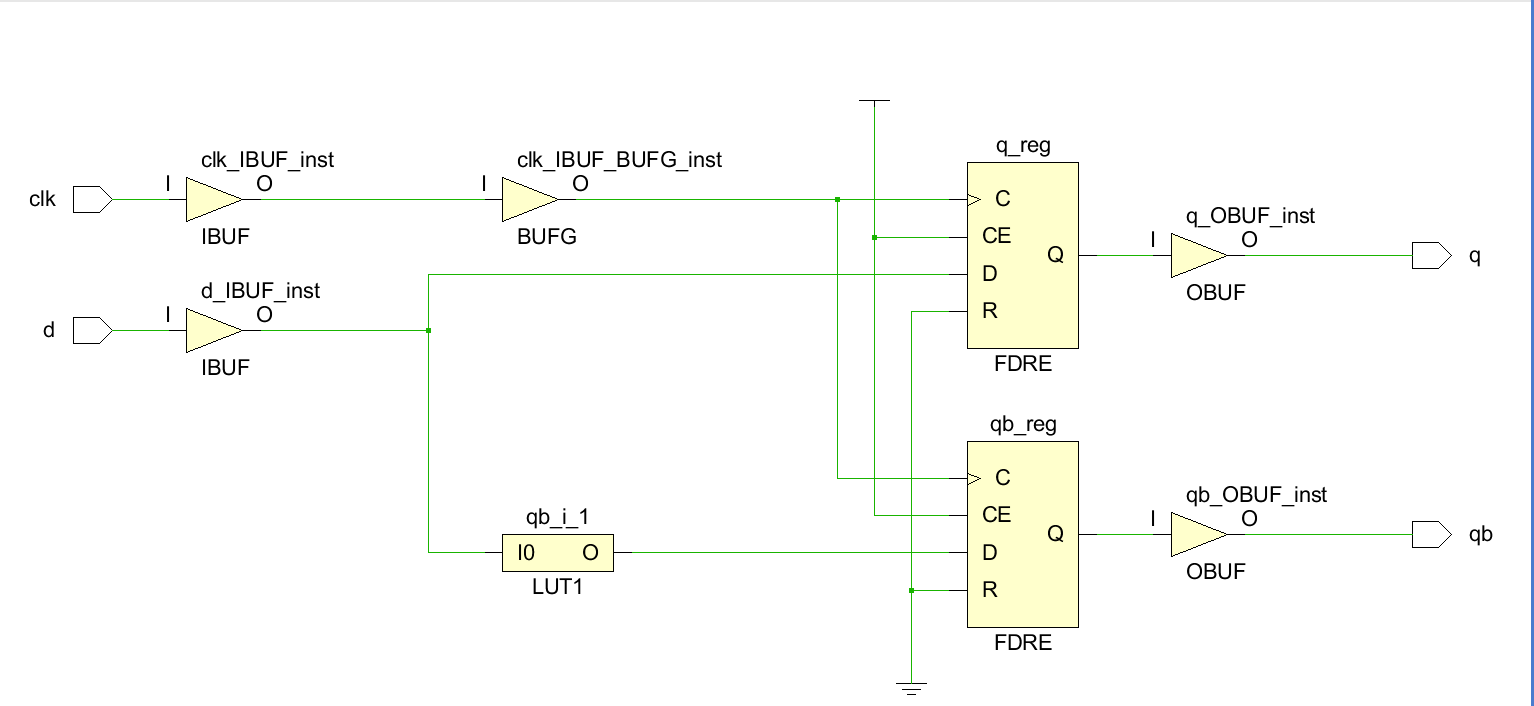 clk
I
clk_IBUF_inst
O
IBUF
I
clk_IBUF_BUFG_inst
O
BUFG
d
I
d_IBUF_inst
O
IBUF
qb_i_1
I0 O
LUT1
q_reg
C
CE
D
R
Q
FDRE
I
q_OBUF_inst
O
OBUF
q
qb_reg
C
CE
D
R
Q
FDRE
I
qb_OBUF_inst
O
OBUF
qb